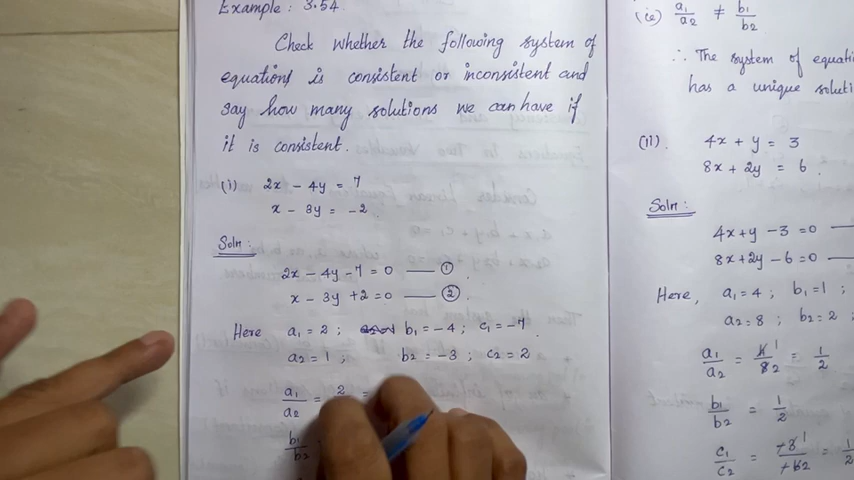 Example : 3.54
Check whether the following system of
equations is consistent or inconsistent and
say how many solutions we can have if
it is consistent.
(i) 2x - 4y = 7
x - 3y = -2
Soln:
2x - 4y - 7 = 0 —— ①
x - 3y + 2 = 0 —— ②
Here a₁ = 2 ; b₁ = -4 ; c₁ = -7
a₂ = 1 ; b₂ = -3 ; c₂ = 2
a₁/a₂ = 2
b₁/b₂
(ie) a₁/a₂ ≠ b₁/b₂
∴ The system of
has a unique
(ii). 4x + y = 3
8x + 2y = 6
Soln:
4x + y - 3 = 0 ——
8x + 2y - 6 = 0 ——
Here, a₁ = 4 ; b₁ = 1 ;
a₂ = 8 ; b₂ = 2 ;
a₁/a₂ = 4/8 = 1/2
b₁/b₂ = 1/2
c₁/c₂ = = 1/2